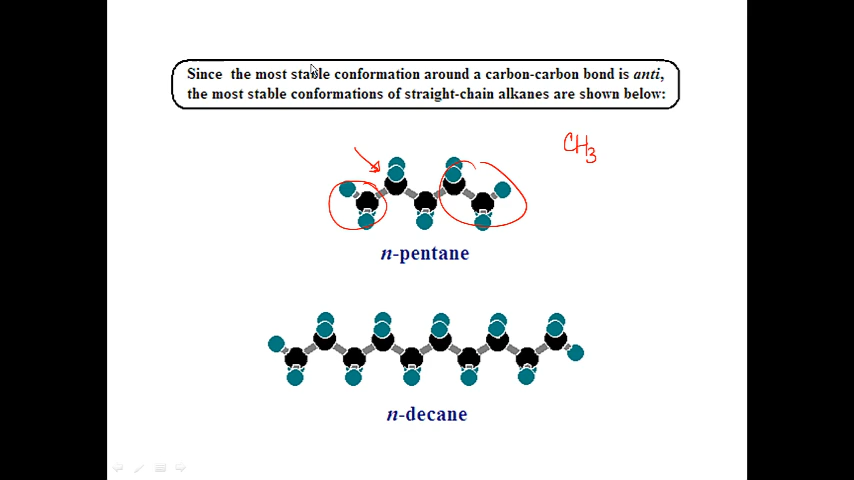 Since the most stable conformation around a carbon-carbon bond is anti,
the most stable conformations of straight-chain alkanes are shown below:
CH3
n-pentane
n-decane